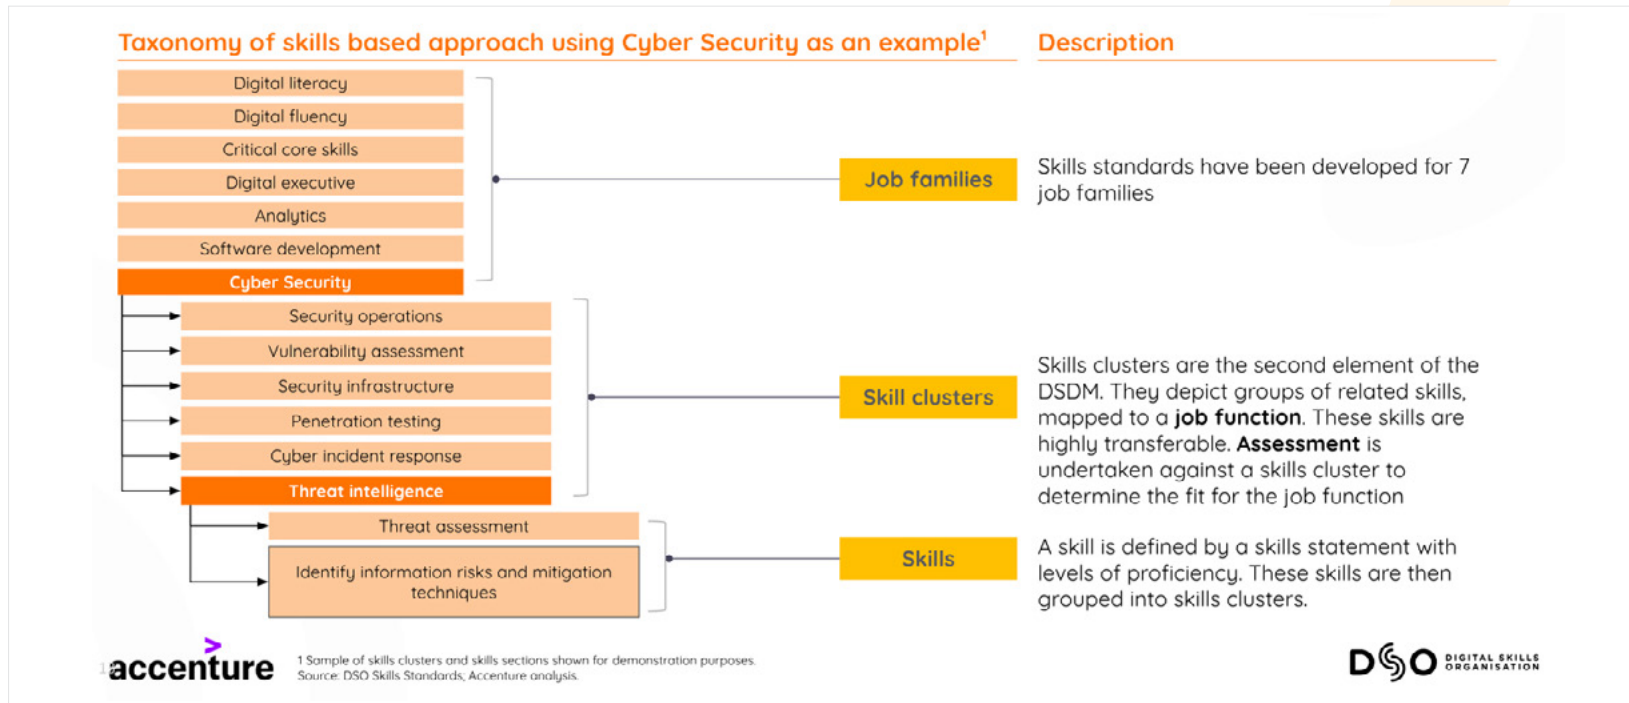 Taxonomy of skills based approach using Cyber Security as an example¹
Description
Digital literacy
Digital fluency
Critical core skills
Digital executive
Analytics
Software development
Cyber Security
Job families
Skills standards have been developed for 7
job families
Security operations
Vulnerability assessment
Security infrastructure
Penetration testing
Cyber incident response
Threat intelligence
Skill clusters
Skills clusters are the second element of the
DSDM. They depict groups of related skills,
mapped to a job function. These skills are
highly transferable. Assessment is
undertaken against a skills cluster to
determine the fit for the job function
Threat assessment
Identify information risks and mitigation
techniques
Skills
A skill is defined by a skills statement with
levels of proficiency. These skills are then
grouped into skills clusters.
accenture
1 Sample of skills clusters and skills sections shown for demonstration purposes.
Source: DSO Skills Standards; Accenture analysis.
DSO
DIGITAL SKILLS
ORGANISATION